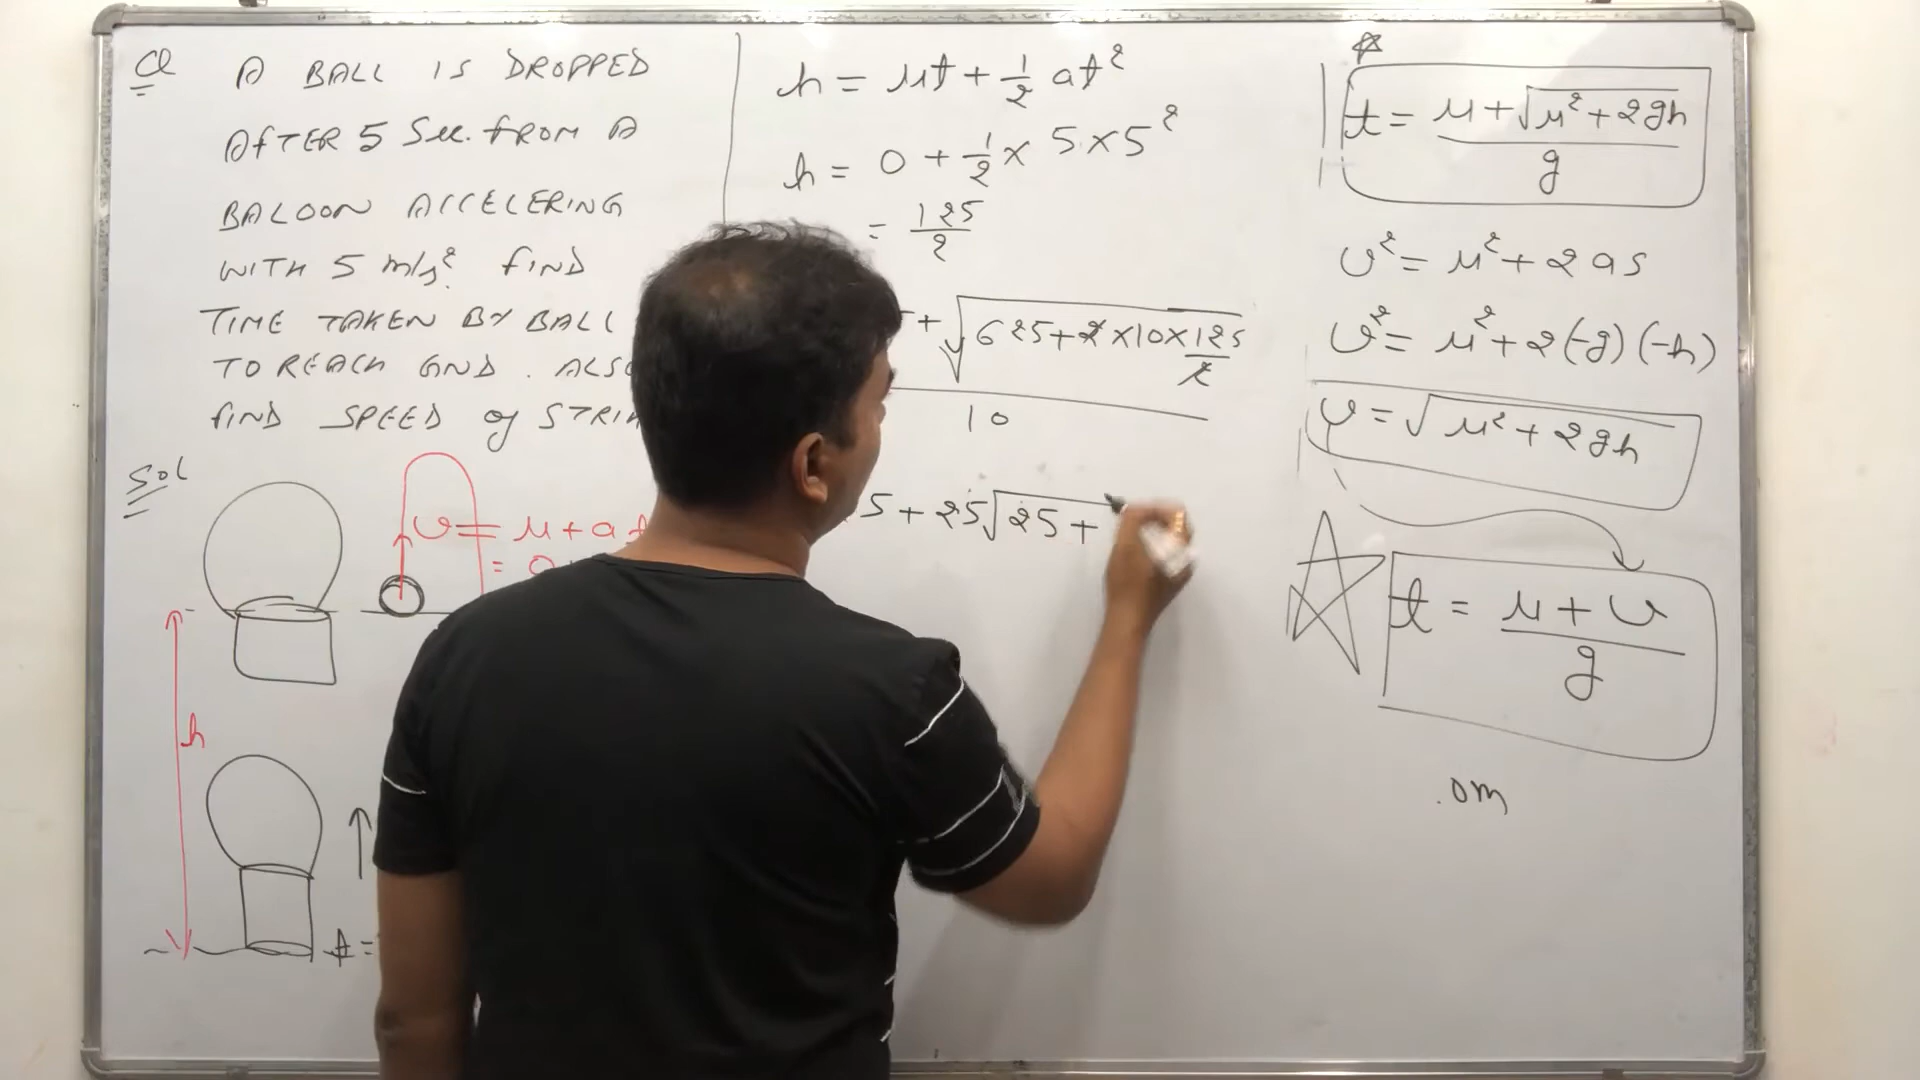 Q A BALL IS DROPPED
AFTER 5 Sec. FROM A
BALOON ACCELERING
WITH 5 m/s². FIND
TIME TAKEN BY BALL
TO REACH GND. ALSO
FIND SPEED of STRIK
Sol
v = u + at
= 0
h
t =
h = ut + 1/2 at²
h = 0 + 1/2 × 5 × 5²
= 125/2
+ √625 + 2 × 10 × 125/2
10
5 + 25√25 +
t = u + √u² + 2gh / g
v² = u² + 2as
v² = u² + 2(-g)(-h)
v = √u² + 2gh
t = u + v / g
.om